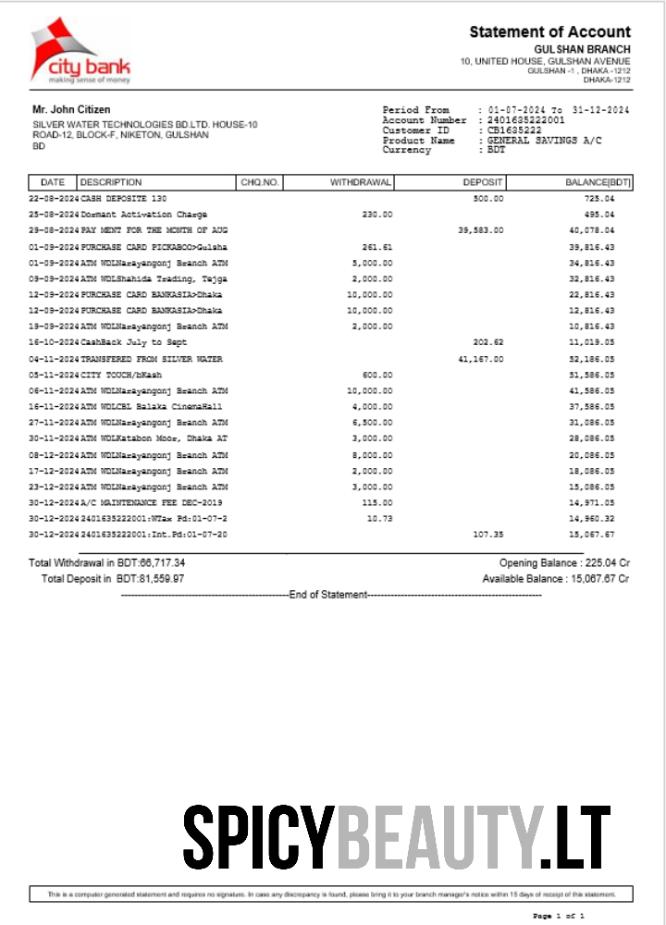 city bank
making sense of money
Statement of Account
GULSHAN BRANCH
10, UNITED HOUSE, GULSHAN AVENUE
GULSHAN -1 , DHAKA -1212
DHAKA-1212
Mr. John Citizen
SILVER WATER TECHNOLOGIES BD.LTD. HOUSE-10
ROAD-12, BLOCK-F, NIKETON, GULSHAN
BD
Period From : 01-07-2024 To 31-12-2024
Account Number : 2401635222001
Customer ID : CB1635222
Product Name : GENERAL SAVINGS A/C
Currency : BDT
DATE DESCRIPTION CHQ.NO. WITHDRAWAL DEPOSIT BALANCE[BDT]
22-08-2024 CASH DEPOSITE 130 500.00 725.04
25-08-2024 Dormant Activation Charge 230.00 495.04
29-08-2024 PAY MENT FOR THE MONTH OF AUG 39,583.00 40,078.04
01-09-2024 PURCHASE CARD PICKABOO>Gulsha 261.61 39,816.43
01-09-2024 ATM WDLNarayangonj Branch ATM 5,000.00 34,816.43
09-09-2024 ATM WDLShahida Trading, Tejga 2,000.00 32,816.43
12-09-2024 PURCHASE CARD BANKASIA>Dhaka 10,000.00 22,816.43
12-09-2024 PURCHASE CARD BANKASIA>Dhaka 10,000.00 12,816.43
19-09-2024 ATM WDLNarayangonj Branch ATM 2,000.00 10,816.43
16-10-2024 CashBack July to Sept 202.62 11,019.05
04-11-2024 TRANSFERED FROM SILVER WATER 41,167.00 52,186.05
05-11-2024 CITY TOUCH/bKash 600.00 51,586.05
06-11-2024 ATM WDLNarayangonj Branch ATM 10,000.00 41,586.05
16-11-2024 ATM WDLCBL Balaka CinemaHall 4,000.00 37,586.05
27-11-2024 ATM WDLNarayangonj Branch ATM 6,500.00 31,086.05
30-11-2024 ATM WDLKatabon Moor, Dhaka AT 3,000.00 28,086.05
08-12-2024 ATM WDLNarayangonj Branch ATM 8,000.00 20,086.05
17-12-2024 ATM WDLNarayangonj Branch ATM 2,000.00 18,086.05
23-12-2024 ATM WDLNarayangonj Branch ATM 3,000.00 15,086.05
30-12-2024 A/C MAINTENANCE FEE DEC-2019 115.00 14,971.05
30-12-2024 2401635222001:WTax Pd:01-07-2 10.73 14,960.32
30-12-2024 2401635222001:Int.Pd:01-07-20 107.35 15,067.67
Total Withdrawal in BDT:66,717.34 Opening Balance : 225.04 Cr
Total Deposit in BDT:81,559.97 Available Balance : 15,067.67 Cr
End of Statement
SPICYBEAUTY.LT
This is a computer generated statement and requires no signature. In case any discrepancy is found, please bring it to your branch manager's notice within 15 days of receipt of this statement.
Page 1 of 1